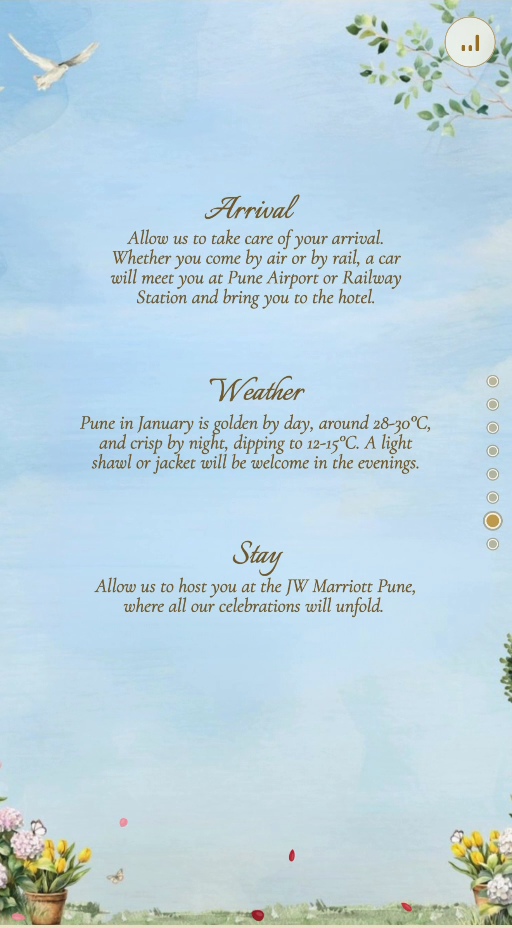 Arrival
Allow us to take care of your arrival.
Whether you come by air or by rail, a car
will meet you at Pune Airport or Railway
Station and bring you to the hotel.
Weather
Pune in January is golden by day, around 28-30°C,
and crisp by night, dipping to 12-15°C. A light
shawl or jacket will be welcome in the evenings.
Stay
Allow us to host you at the JW Marriott Pune,
where all our celebrations will unfold.